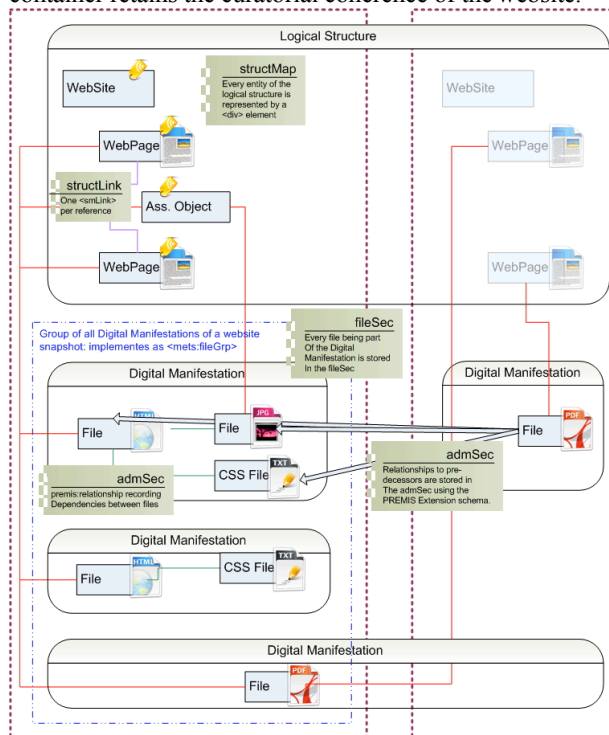 container retains the curatorial coherence of the website.
Logical Structure
structMap
Every entity of the
logical structure is
represented by a
<div> element
WebSite
WebSite
WebPage
WebPage
structLink
One <smLink>
per reference
Ass. Object
WebPage
WebPage
fileSec
Every file being part
Of the Digital
Manifestation is stored
In the fileSec
Group of all Digital Manifestations of a website
snapshot: implementes as <mets:fileGrp>
Digital Manifestation
Digital Manifestation
File
HTML
File
JPG
File
PDF
admSec
premis:relationship recording
Dependencies between files
CSS File
TXT
admSec
Relationships to pre-
decessors are stored in
The admSec using the
PREMIS Extension schema.
Digital Manifestation
File
HTML
CSS File
TXT
Digital Manifestation
File
PDF